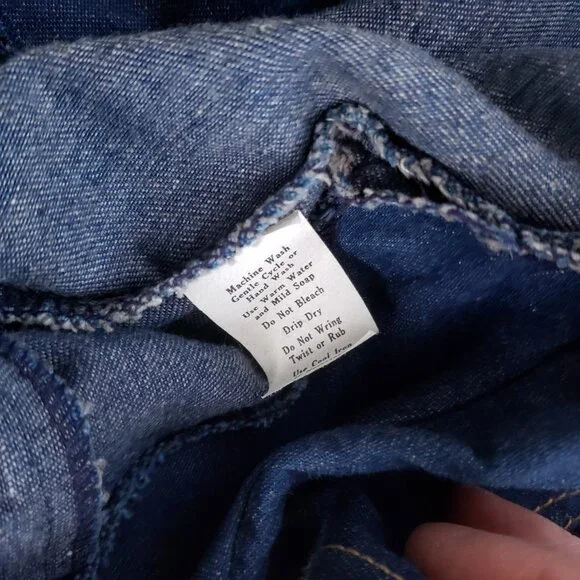 Machine Wash
Gentle Cycle or
Hand Wash
Use Warm Water
and Mild Soap
Do Not Bleach
Drip Dry
Do Not Wring
Twist or Rub
Use Cool Iron